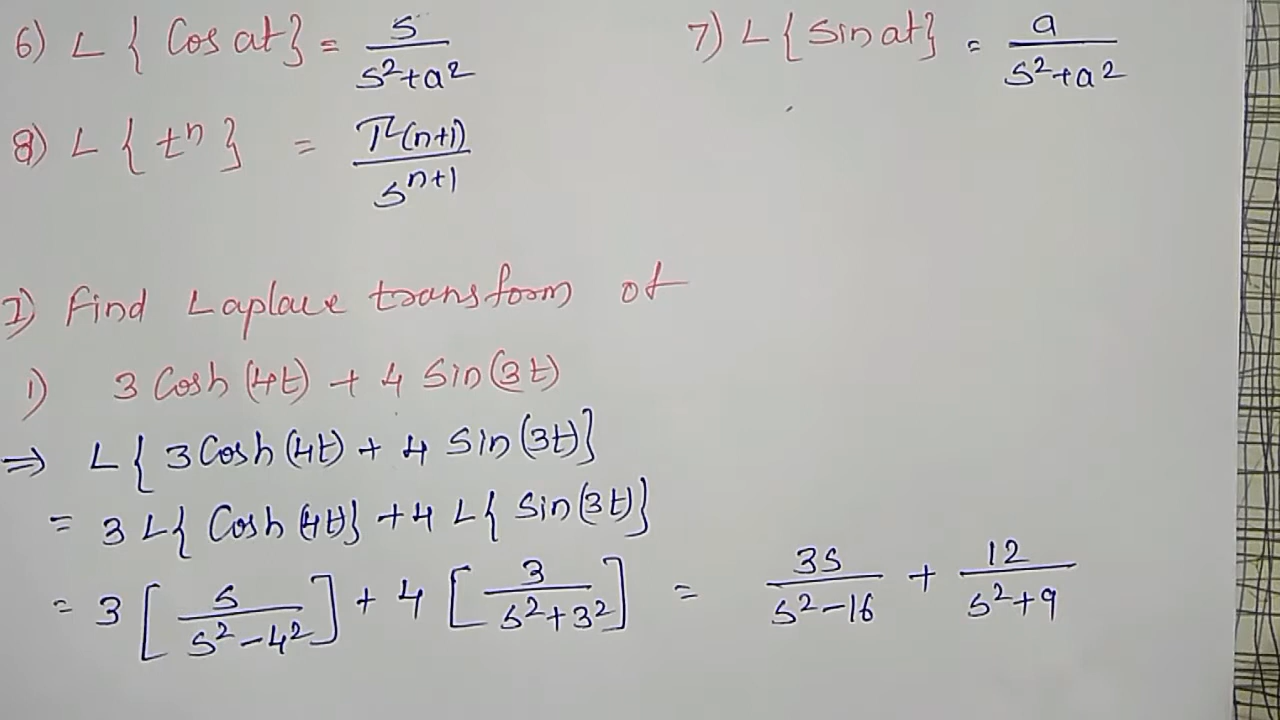 6) L { Cos at} = s/(s²+a²)    7) L{ Sin at} = a/(s²+a²)
8) L { tⁿ } = Γ(n+1)/sⁿ⁺¹
I) Find Laplace transform of
1) 3 Cosh (4t) + 4 Sin(3t)
⇒ L{ 3 Cosh (4t) + 4 Sin(3t)}
= 3 L{ Cosh (4t)} + 4 L{ Sin(3t)}
= 3 [ s/(s²-4²) ] + 4 [ 3/(s²+3²) ] = 3s/(s²-16) + 12/(s²+9)